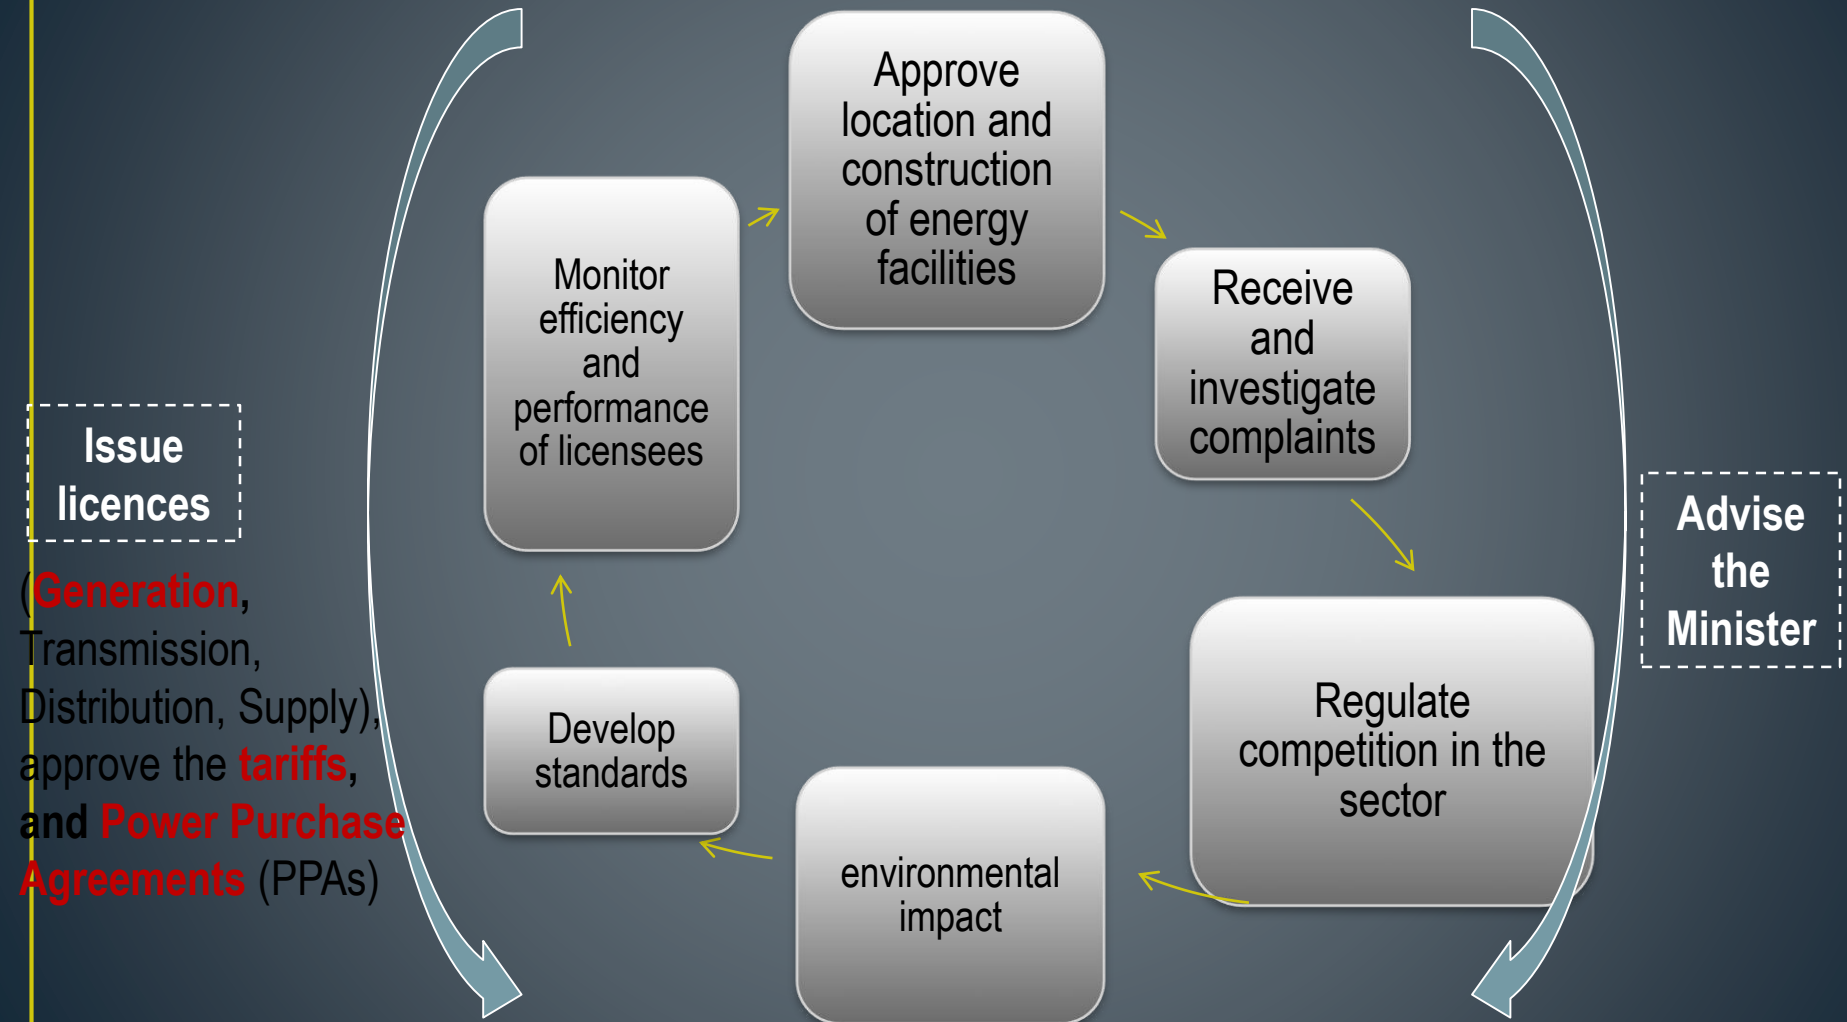 Approve
location and
construction
of energy
facilities
Receive
and
investigate
complaints
Regulate
competition in the
sector
environmental
impact
Develop
standards
Monitor
efficiency
and
performance
of licensees
Issue
licences
(Generation,
Transmission,
Distribution, Supply),
approve the tariffs,
and Power Purchase
Agreements (PPAs)
Advise
the
Minister